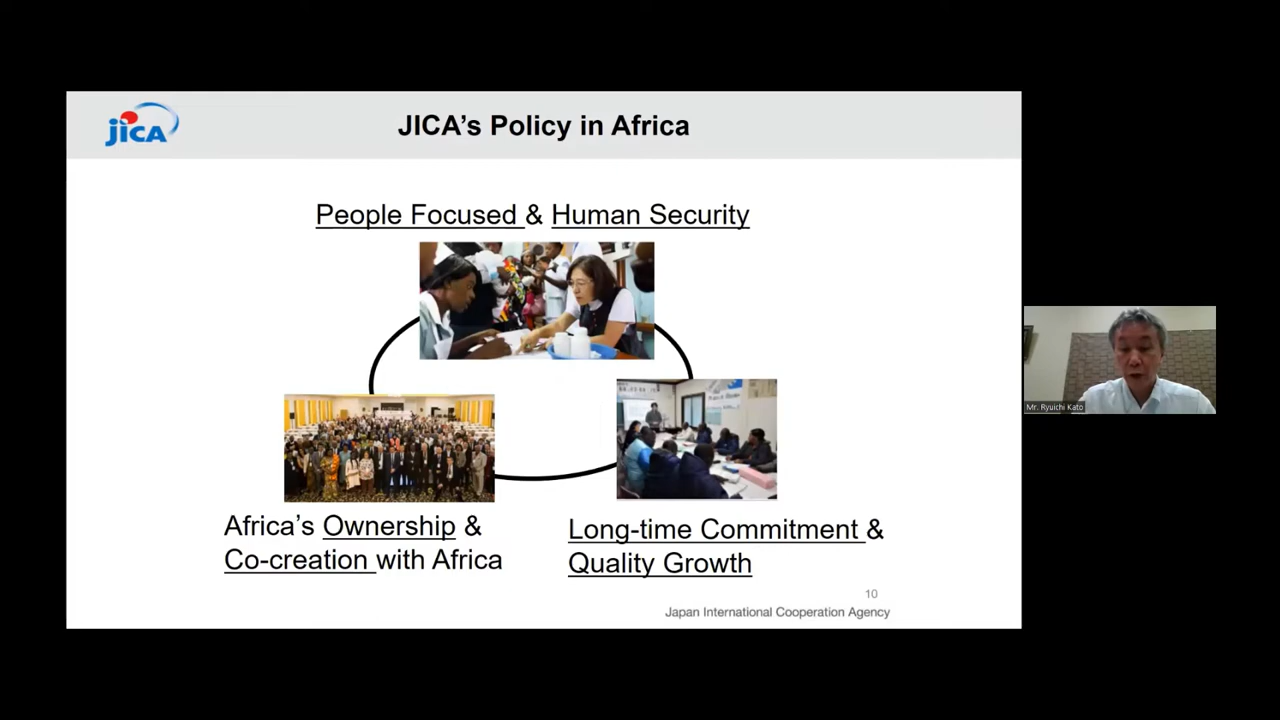 JICA
JICA's Policy in Africa
People Focused & Human Security
Africa's Ownership &
Co-creation with Africa
Long-time Commitment &
Quality Growth
10
Japan International Cooperation Agency
Mr. Ryuichi Kato